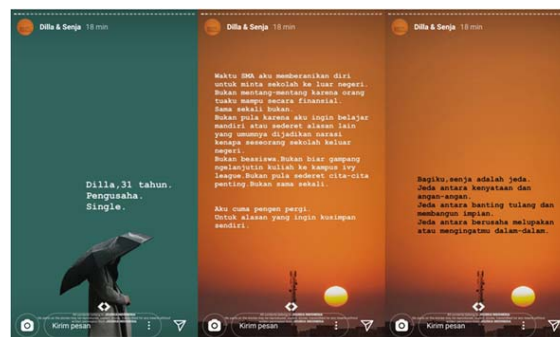 Dilla & Senja 18 min
Dilla,31 tahun.
Pengusaha.
Single.
Kirim pesan
Dilla & Senja 18 min
Waktu SMA aku memberanikan diri
untuk minta sekolah ke luar negeri.
Bukan mentang-mentang karena orang
tuaku mampu secara finansial.
Sama sekali bukan.
Bukan pula karena aku ingin belajar
mandiri atau sederet alasan lain
yang umumnya dijadikan narasi
kenapa seseorang sekolah keluar
negeri.
Bukan beasiswa.Bukan biar gampang
ngelanjutin kuliah ke kampus ivy
league.Bukan pula sederet cita-cita
penting.Bukan sama sekali.
Aku cuma pengen pergi.
Untuk alasan yang ingin kusimpan
sendiri.
Kirim pesan
Dilla & Senja 18 min
Bagiku,senja adalah jeda.
Jeda antara kenyataan dan
angan-angan.
Jeda antara banting tulang dan
membangun impian.
Jeda antara berusaha melupakan
atau mengingatmu dalam-dalam.
Kirim pesan